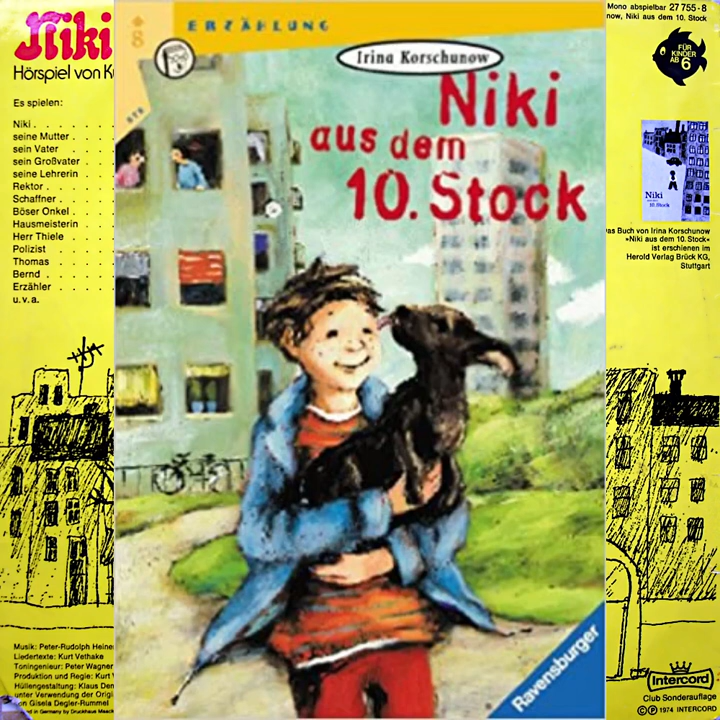 Niki
Hörspiel von
Es spielen:
Niki . . . . . .
seine Mutter . . . .
sein Vater . . . . .
sein Großvater . . .
seine Lehrerin . . .
Rektor . . . . . .
Schaffner . . . . .
Böser Onkel . . . .
Hausmeisterin . . .
Herr Thiele . . . .
Polizist . . . . .
Thomas . . . . .
Bernd . . . . . .
Erzähler . . . . .
u.v.a.
Musik: Peter-Rudolph Heine
Liedertexte: Kurt Vethake
Toningenieur: Peter Wagner
Produktion und Regie: Kurt
Hüllengestaltung: Klaus Den
unter Verwendung der Origi
von Gisela Degler-Rummel
in Germany by Druckhaus
8
ERZÄHLUNG
Irina Korschunow
Niki
aus dem
10. Stock
Ravensburger
Mono abspielbar 27 755-8
Niki aus dem 10. Stock
FÜR
KINDER
AB 6
Niki
10. Stock
Das Buch von Irina Korschunow
»Niki aus dem 10. Stock«
ist erschienen im
Herold Verlag Brück KG,
Stuttgart
Intercord
Club Sonderauflage
©℗ 1974 INTERCORD